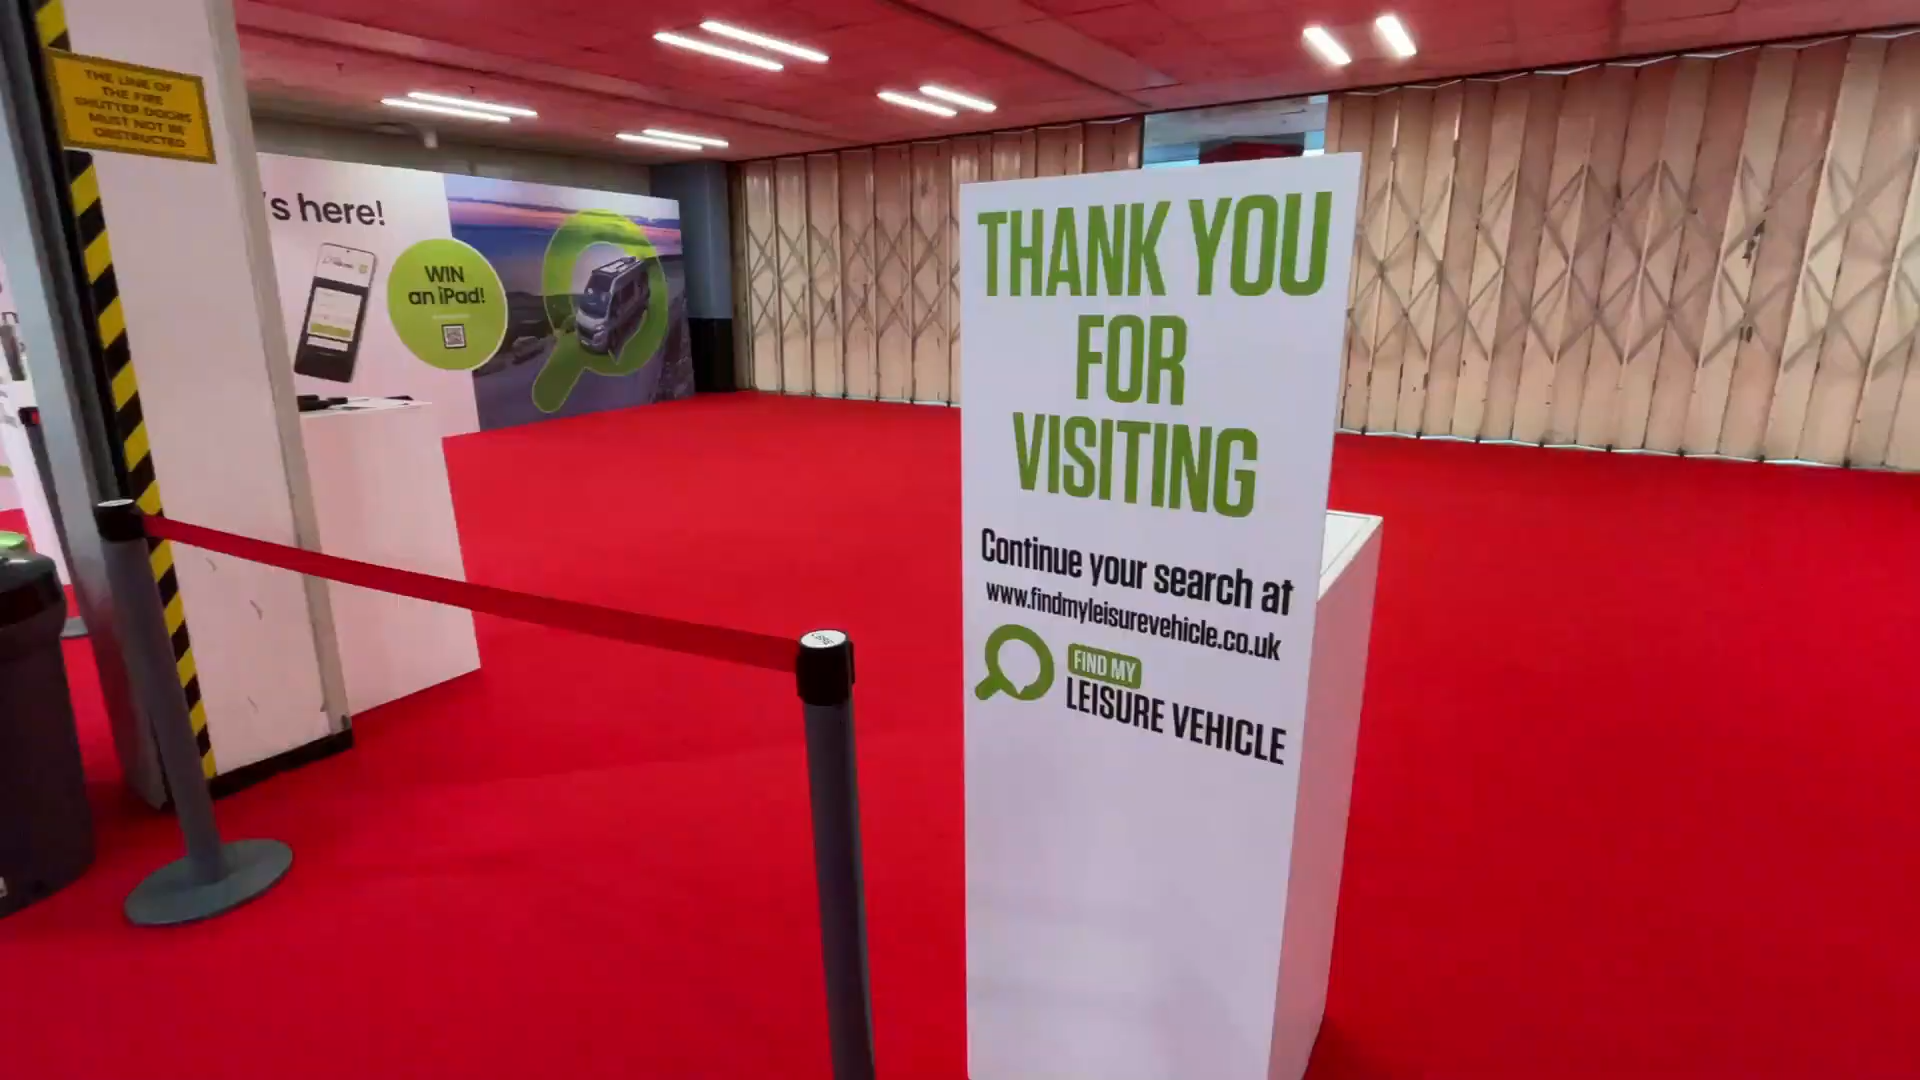 THE LINE OF
THE FIRE
SHUTTER DOORS
MUST NOT BE
OBSTRUCTED
's here!
WIN
an iPad!
THANK YOU
FOR
VISITING
Continue your search at
www.findmyleisurevehicle.co.uk
FIND MY
LEISURE VEHICLE